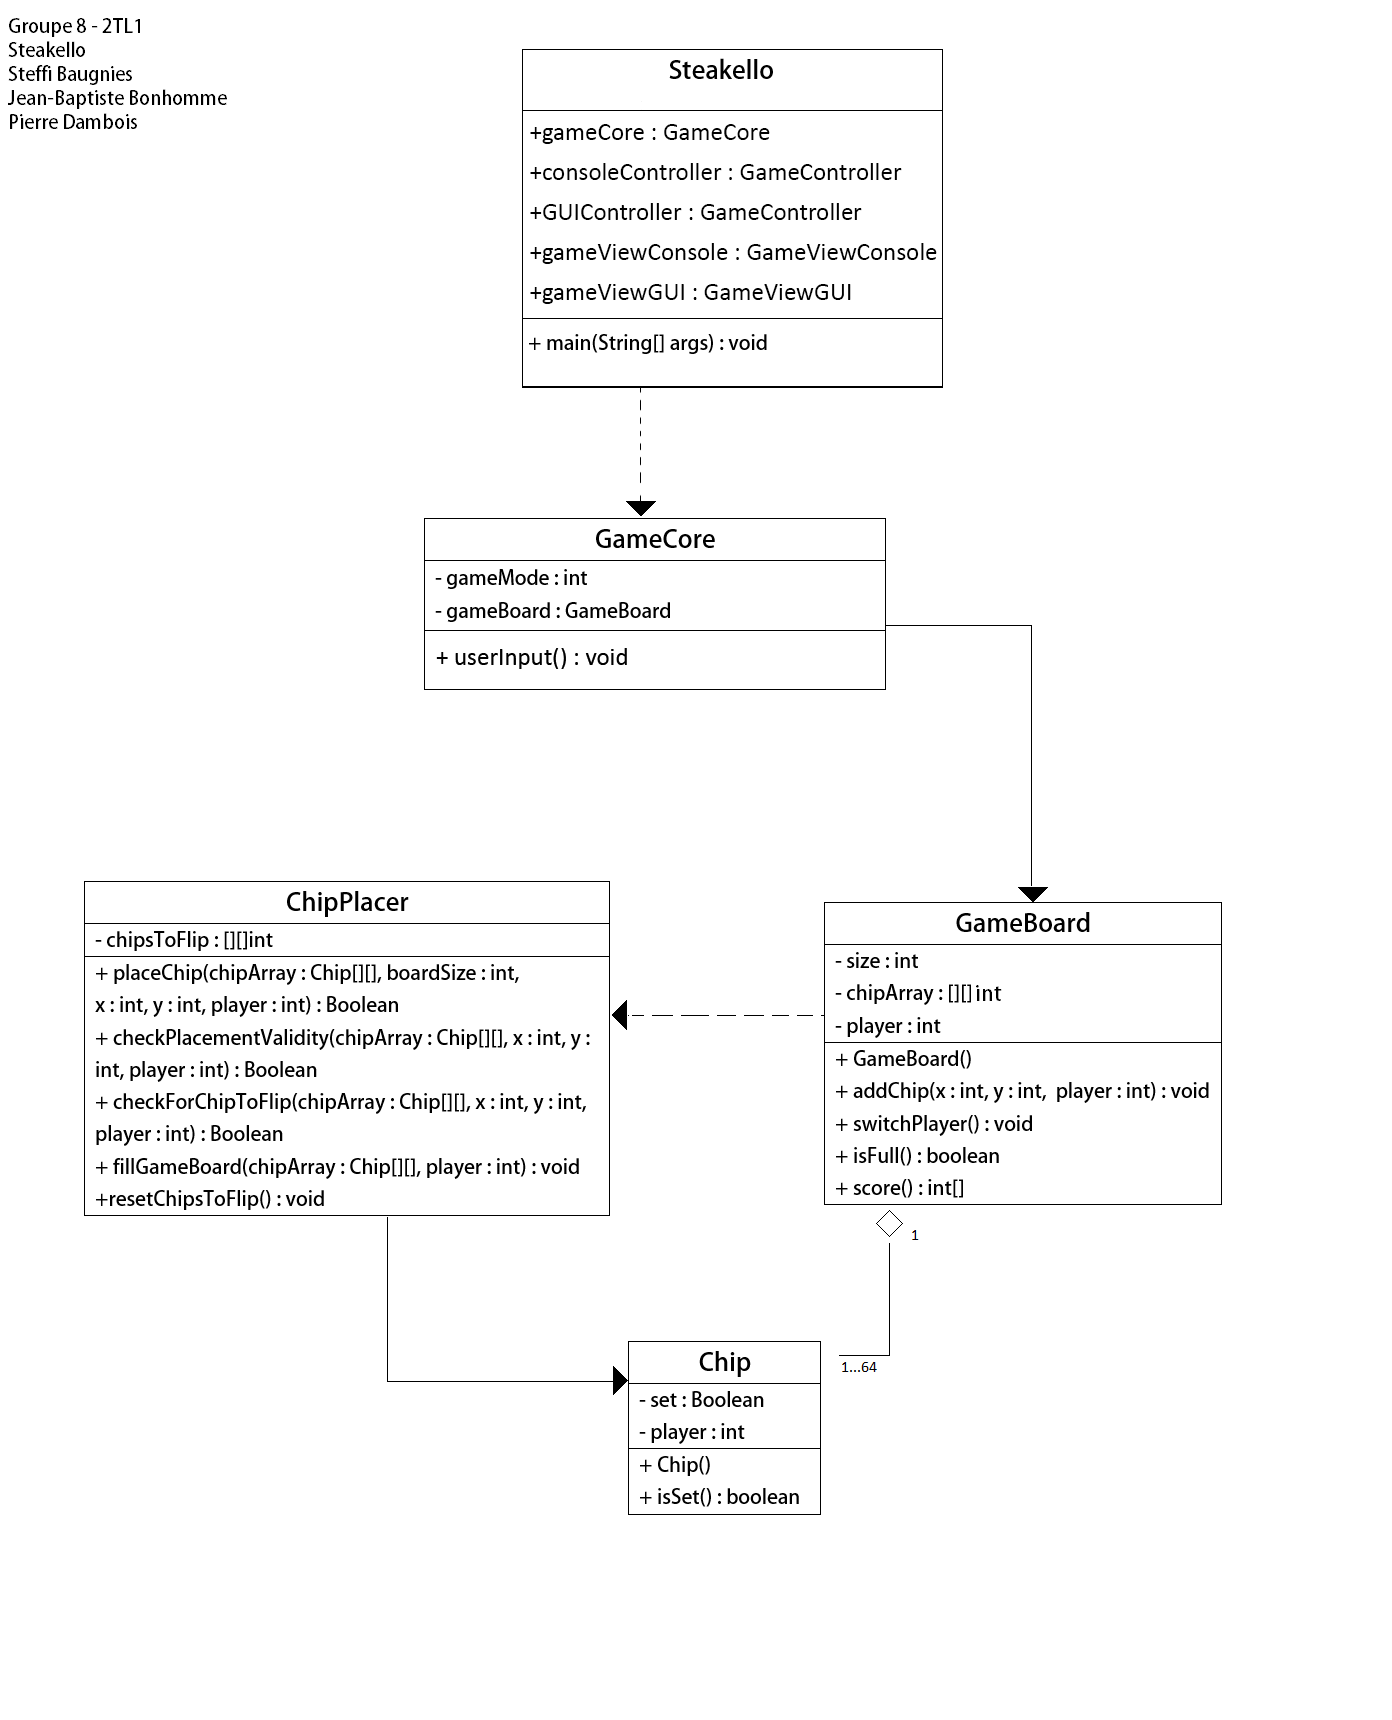 Groupe 8 - 2TL1
Steakello
Steffi Baugnies
Jean-Baptiste Bonhomme
Pierre Dambois
Steakello
+gameCore : GameCore
+consoleController : GameController
+GUIController : GameController
+gameViewConsole : GameViewConsole
+gameViewGUI : GameViewGUI
+ main(String[] args) : void
GameCore
- gameMode : int
- gameBoard : GameBoard
+ userInput() : void
ChipPlacer
- chipsToFlip : [][]int
+ placeChip(chipArray : Chip[][], boardSize : int,
x : int, y : int, player : int) : Boolean
+ checkPlacementValidity(chipArray : Chip[][], x : int, y :
int, player : int) : Boolean
+ checkForChipToFlip(chipArray : Chip[][], x : int, y : int,
player : int) : Boolean
+ fillGameBoard(chipArray : Chip[][], player : int) : void
+resetChipsToFlip() : void
GameBoard
- size : int
- chipArray : [][] int
- player : int
+ GameBoard()
+ addChip(x : int, y : int,  player : int) : void
+ switchPlayer() : void
+ isFull() : boolean
+ score() : int[]
1
1...64
Chip
- set : Boolean
- player : int
+ Chip()
+ isSet() : boolean